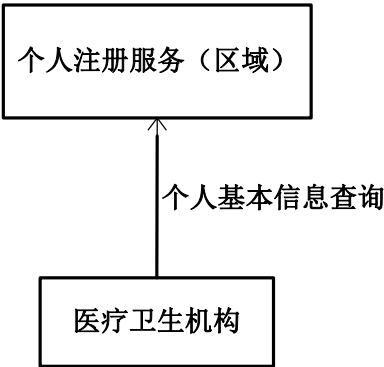 个人注册服务（区域）
个人基本信息查询
医疗卫生机构